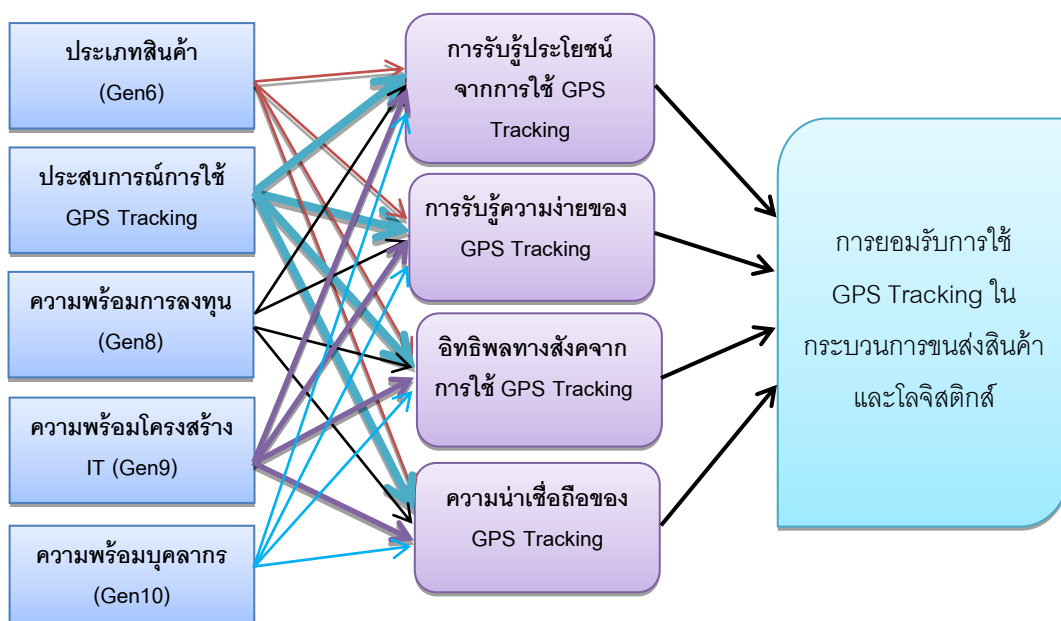 ประเภทสินค้า
(Gen6)
ประสบการณ์การใช้
GPS Tracking
ความพร้อมการลงทุน
(Gen8)
ความพร้อมโครงสร้าง
IT (Gen9)
ความพร้อมบุคลากร
(Gen10)
การรับรู้ประโยชน์
จากการใช้ GPS
Tracking
การรับรู้ความง่ายของ
GPS Tracking
อิทธิพลทางสังคจาก
การใช้ GPS Tracking
ความน่าเชื่อถือของ
GPS Tracking
การยอมรับการใช้
GPS Tracking ใน
กระบวนการขนส่งสินค้า
และโลจิสติกส์